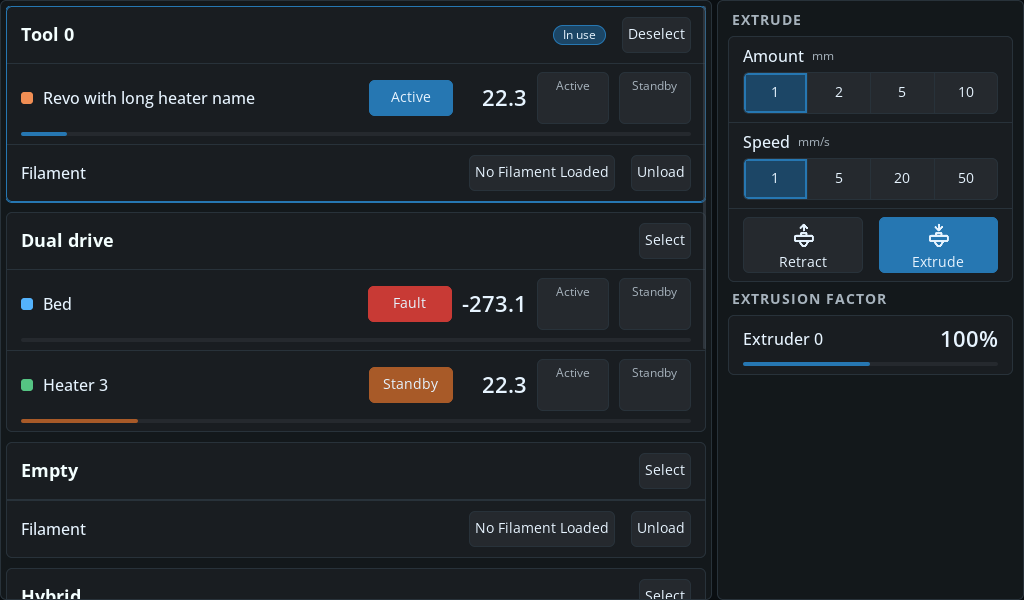 Tool 0
In use
Deselect
Revo with long heater name
Active
22.3
Active
Standby
Filament
No Filament Loaded
Unload
Dual drive
Select
Bed
Fault
-273.1
Active
Standby
Heater 3
Standby
22.3
Active
Standby
Empty
Select
Filament
No Filament Loaded
Unload
Hybrid
Select
EXTRUDE
Amount mm
1
2
5
10
Speed mm/s
1
5
20
50
Retract
Extrude
EXTRUSION FACTOR
Extruder 0
100%